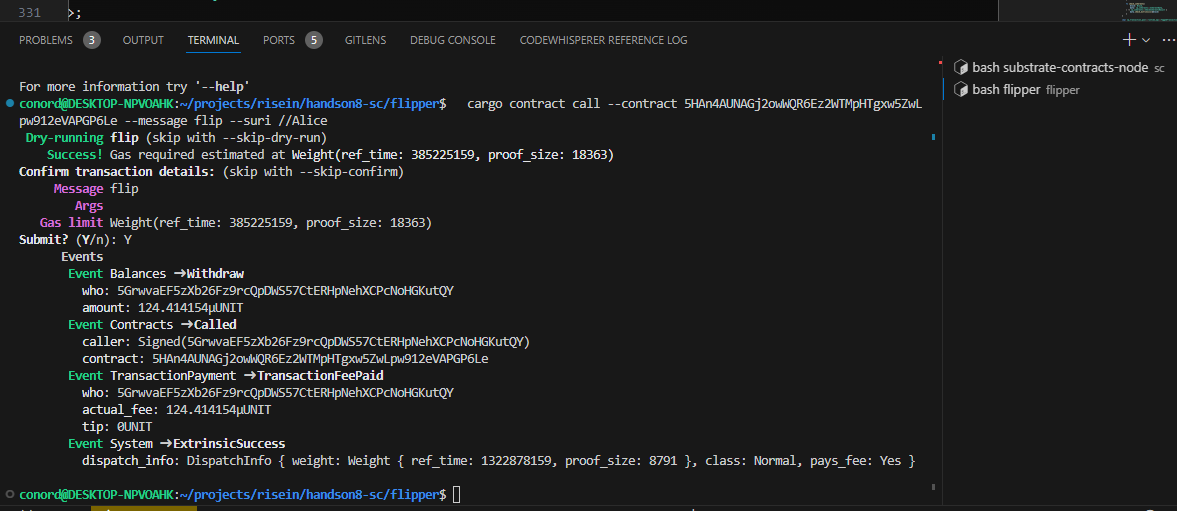 331 >;
PROBLEMS 3 OUTPUT TERMINAL PORTS 5 GITLENS DEBUG CONSOLE CODEWHISPERER REFERENCE LOG
bash substrate-contracts-node sc
bash flipper flipper
For more information try '--help'
conord@DESKTOP-NPVOAHK:~/projects/risein/handson8-sc/flipper$ cargo contract call --contract 5HAn4AUNAGj2owWQR6Ez2WTMpHTgxw5ZwL
pw912eVAPGP6Le --message flip --suri //Alice
Dry-running flip (skip with --skip-dry-run)
Success! Gas required estimated at Weight(ref_time: 385225159, proof_size: 18363)
Confirm transaction details: (skip with --skip-confirm)
Message flip
Args
Gas limit Weight(ref_time: 385225159, proof_size: 18363)
Submit? (Y/n): Y
Events
Event Balances ➜ Withdraw
who: 5GrwvaEF5zXb26Fz9rcQpDWS57CtERHpNehXCPcNoHGKutQY
amount: 124.414154μUNIT
Event Contracts ➜ Called
caller: Signed(5GrwvaEF5zXb26Fz9rcQpDWS57CtERHpNehXCPcNoHGKutQY)
contract: 5HAn4AUNAGj2owWQR6Ez2WTMpHTgxw5ZwLpw912eVAPGP6Le
Event TransactionPayment ➜ TransactionFeePaid
who: 5GrwvaEF5zXb26Fz9rcQpDWS57CtERHpNehXCPcNoHGKutQY
actual_fee: 124.414154μUNIT
tip: 0UNIT
Event System ➜ ExtrinsicSuccess
dispatch_info: DispatchInfo { weight: Weight { ref_time: 1322878159, proof_size: 8791 }, class: Normal, pays_fee: Yes }
conord@DESKTOP-NPVOAHK:~/projects/risein/handson8-sc/flipper$